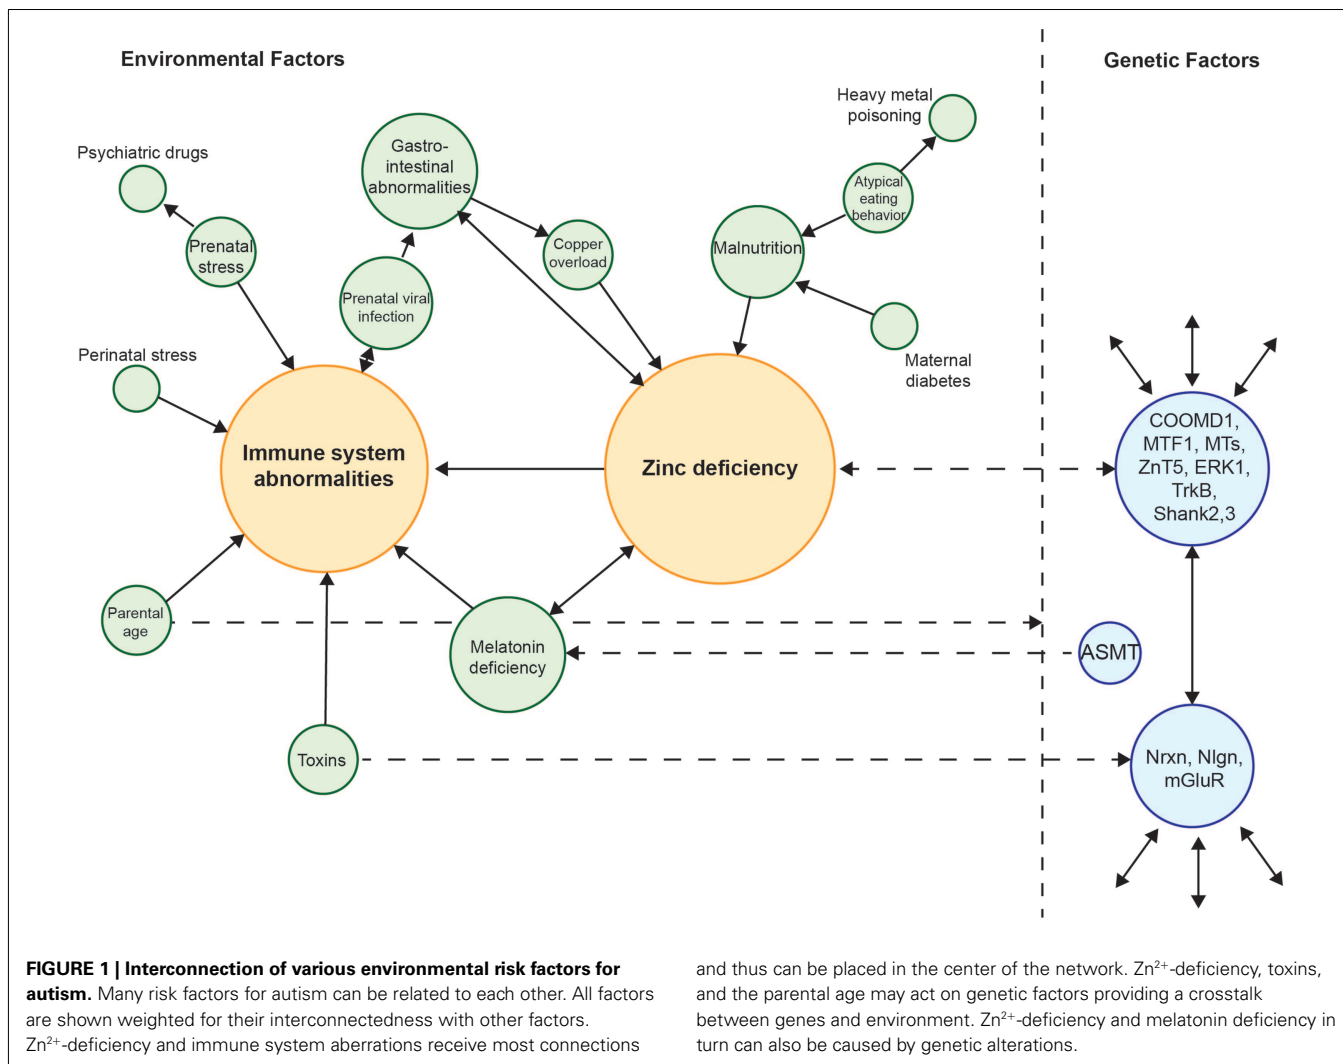 Environmental Factors
Genetic Factors
Heavy metal
poisoning
Psychiatric drugs
Gastro-
intestinal
abnormalities
Atypical
eating
behavior
Prenatal
stress
Copper
overload
Malnutrition
Prenatal viral
infection
Perinatal stress
Maternal
diabetes
Immune system
abnormalities
Zinc deficiency
COOMD1,
MTF1, MTs,
ZnT5, ERK1,
TrkB,
Shank2,3
Parental
age
Melatonin
deficiency
ASMT
Toxins
Nrxn, Nlgn,
mGluR
FIGURE 1 | Interconnection of various environmental risk factors for
autism. Many risk factors for autism can be related to each other. All factors
are shown weighted for their interconnectedness with other factors.
Zn²⁺-deficiency and immune system aberrations receive most connections
and thus can be placed in the center of the network. Zn²⁺-deficiency, toxins,
and the parental age may act on genetic factors providing a crosstalk
between genes and environment. Zn²⁺-deficiency and melatonin deficiency in
turn can also be caused by genetic alterations.